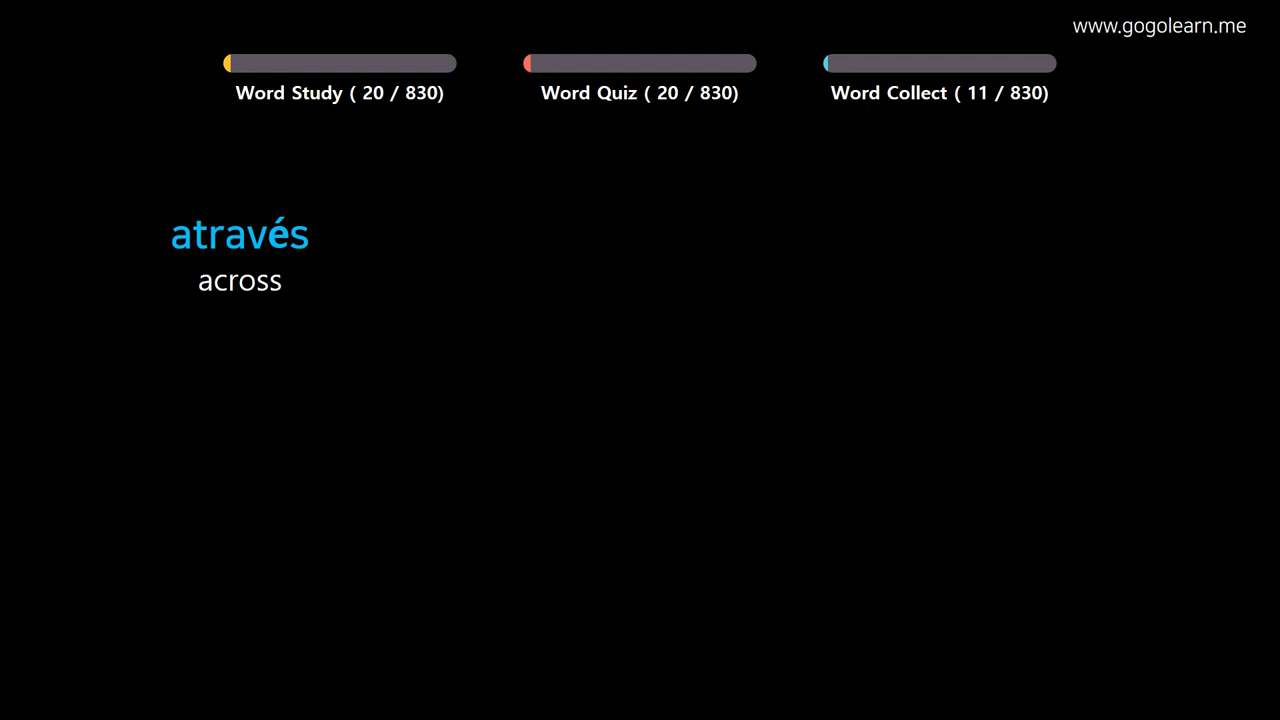 www.gogolearn.me
Word Study ( 20 / 830)
Word Quiz ( 20 / 830)
Word Collect ( 11 / 830)
através
across